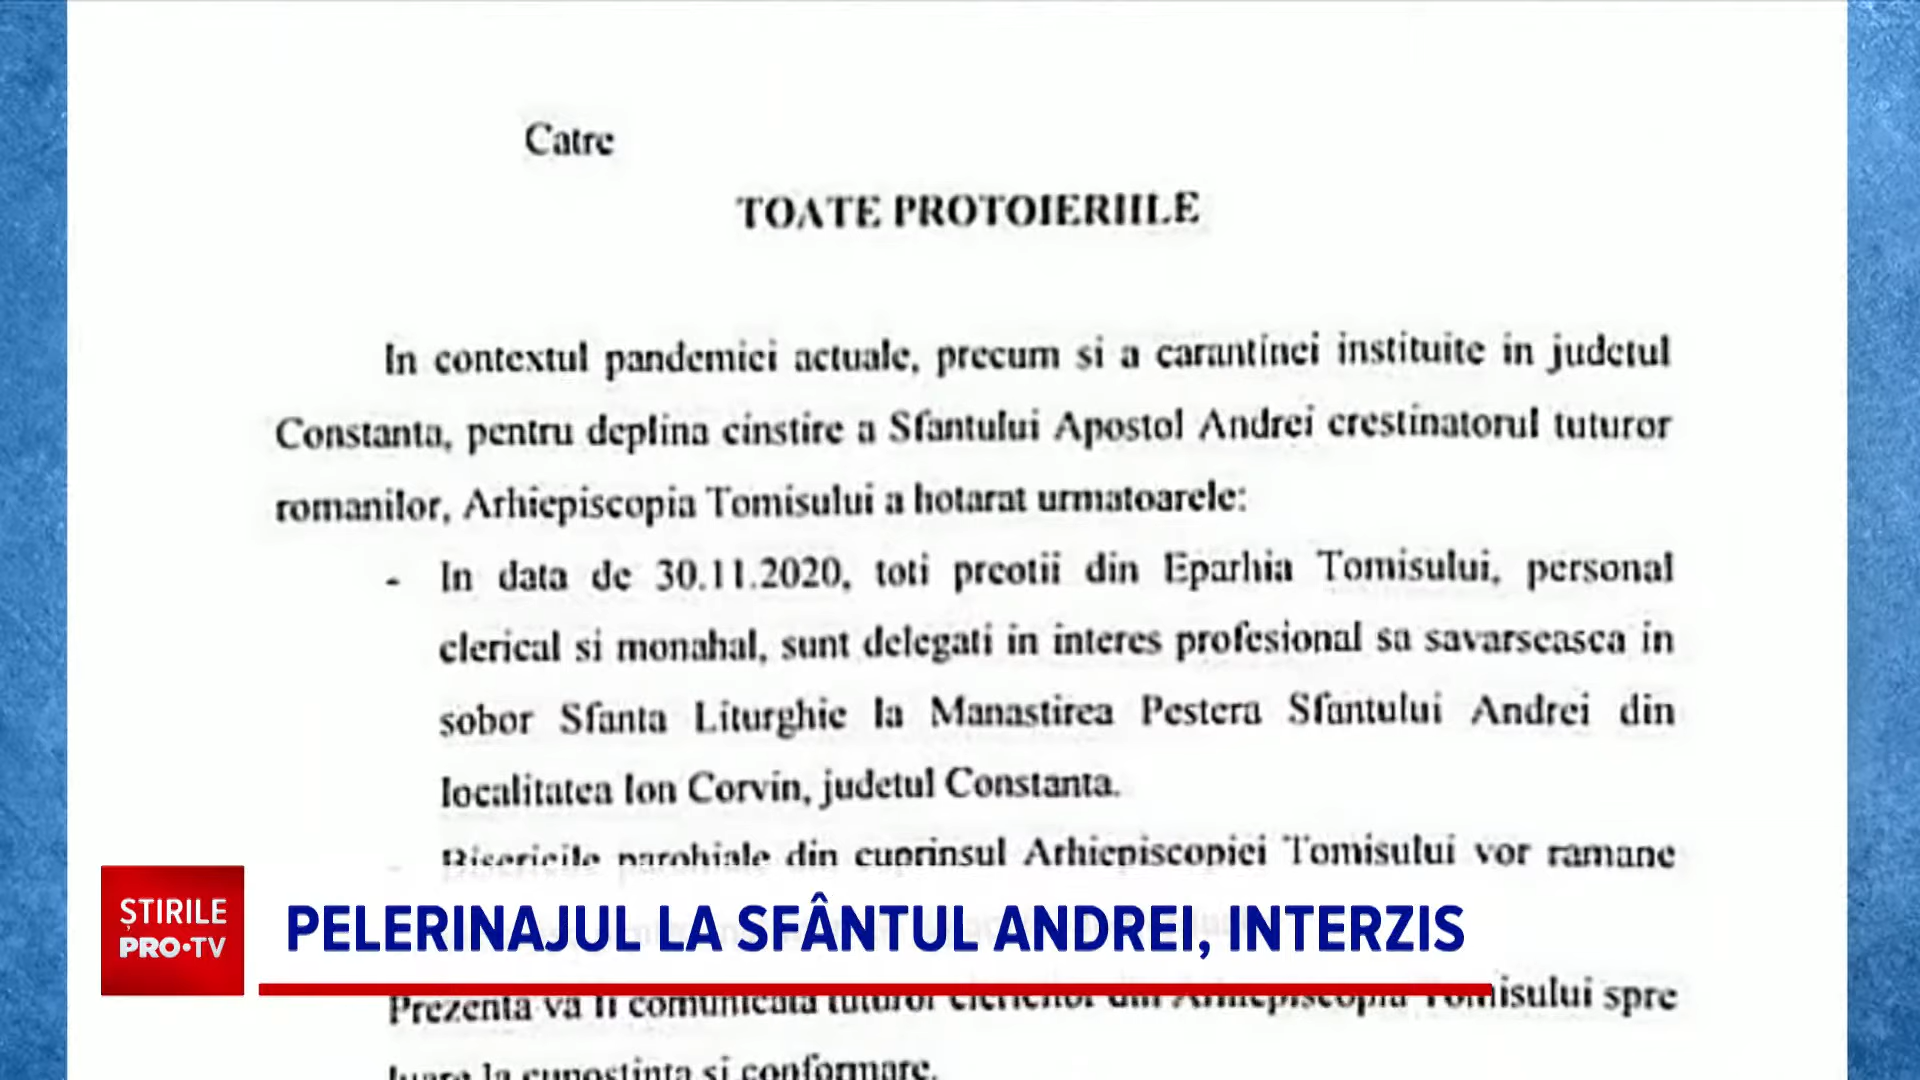 Catre
TOATE PROTOIERIILE
In contextul pandemiei actuale, precum si a carantinei instituite in judetul
Constanta, pentru deplina cinstire a Sfantului Apostol Andrei crestinatorul tuturor
romanilor, Arhiepiscopia Tomisului a hotarat urmatoarele:
- In data de 30.11.2020, toti preotii din Eparhia Tomisului, personal
clerical si monahal, sunt delegati in interes profesional sa savarseasca in
sobor Sfanta Liturghie la Manastirea Pestera Sfantului Andrei din
localitatea Ion Corvin, judetul Constanta.
- Bisericile parohiale din cuprinsul Arhiepiscopiei Tomisului vor ramane
ȘTIRILE
PRO•TV
PELERINAJUL LA SFÂNTUL ANDREI, INTERZIS
Prezenta va fi comunicata tuturor clericilor din Arhiepiscopia Tomisului spre
luare la cunostinta si conformare.